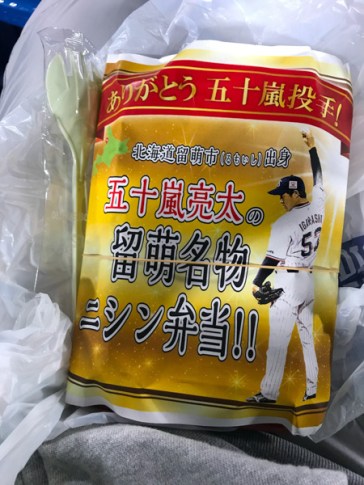 ありがとう 五十嵐投手!
北海道留萌市(るもいし)出身
五十嵐亮太の
留萌名物
ニシン弁当!!
IGARASHI
53